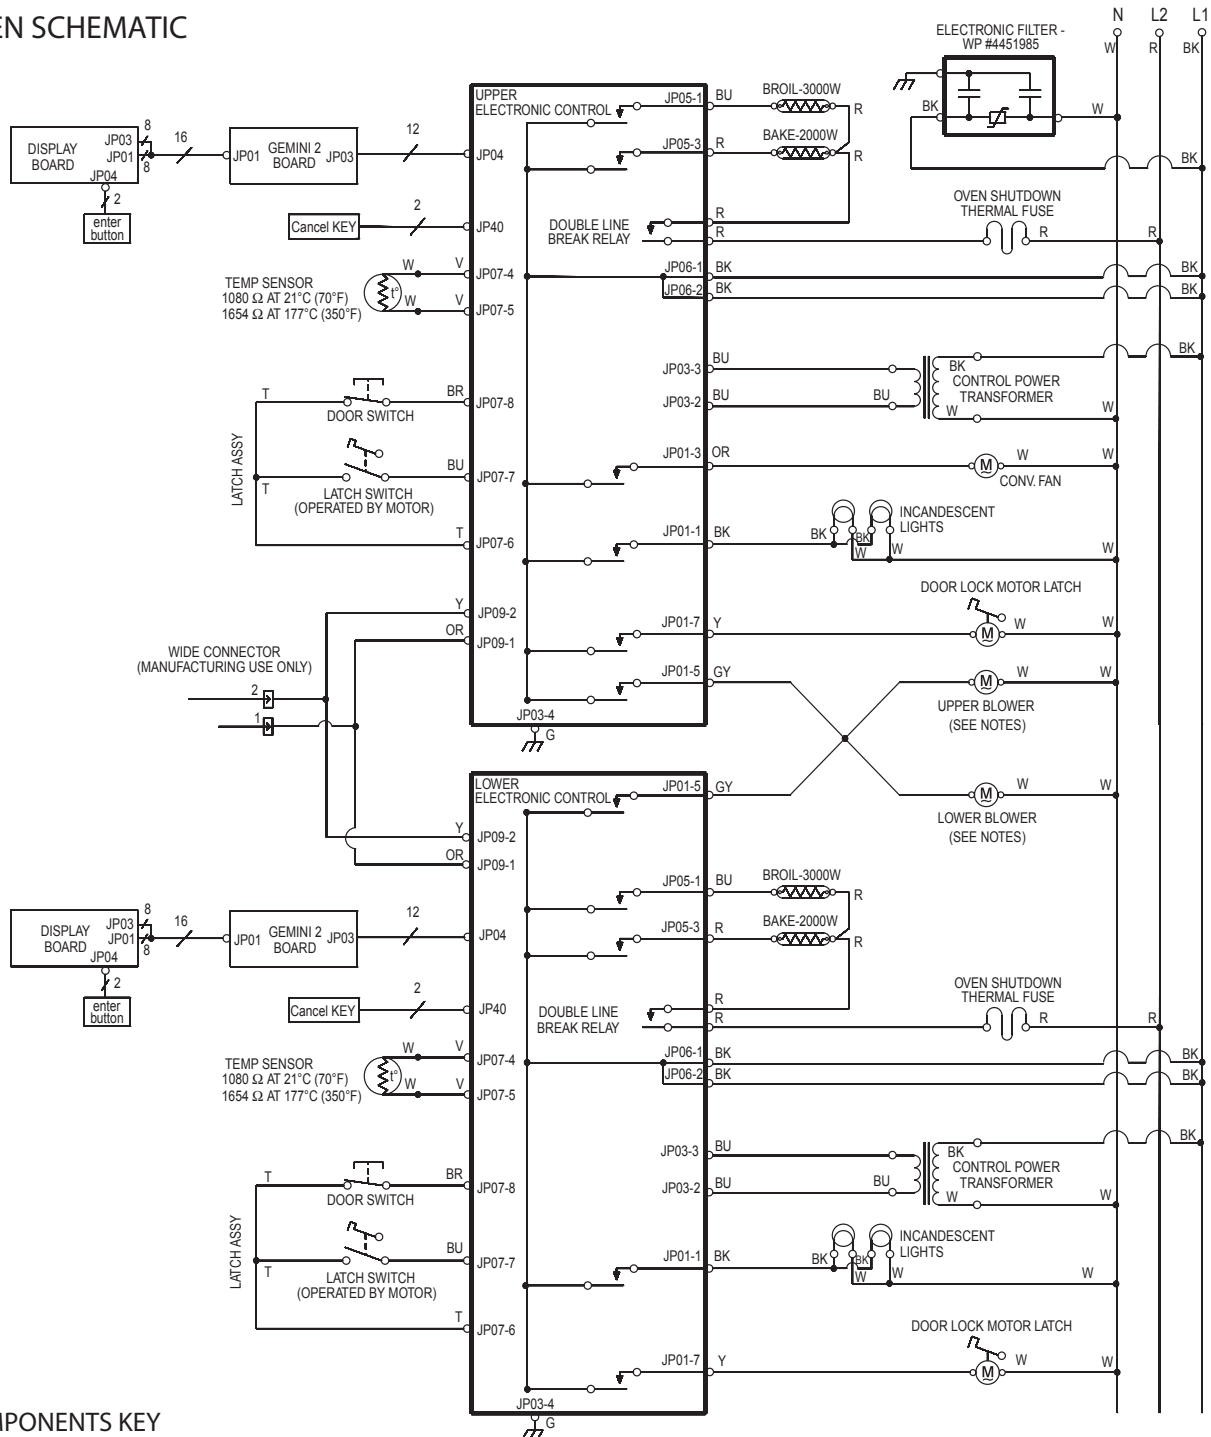 EN SCHEMATIC
N L2 L1
W R BK
ELECTRONIC FILTER -
WP #4451985
BK W
BK
UPPER
ELECTRONIC CONTROL
JP05-1 BU BROIL-3000W R
JP05-3 R BAKE-2000W R
DISPLAY
BOARD
JP03 8
JP01 8
JP04
16
2
enter
button
JP01 GEMINI 2
BOARD JP03
12
JP04
Cancel KEY
2
JP40
DOUBLE LINE
BREAK RELAY
R
R
OVEN SHUTDOWN
THERMAL FUSE
R R
TEMP SENSOR
1080 Ω AT 21°C (70°F)
1654 Ω AT 177°C (350°F)
t°
W V JP07-4
W V JP07-5
JP06-1 BK BK
JP06-2 BK BK
JP03-3 BU
JP03-2 BU BU
BK
CONTROL POWER
TRANSFORMER
W W
BK
LATCH ASSY
T BR JP07-8
DOOR SWITCH
T BU JP07-7
LATCH SWITCH
(OPERATED BY MOTOR)
T JP07-6
JP01-3 OR M W W
CONV. FAN
JP01-1 BK BK BK W W W
INCANDESCENT
LIGHTS
DOOR LOCK MOTOR LATCH
JP01-7 Y M W W
Y JP09-2
OR JP09-1
WIDE CONNECTOR
(MANUFACTURING USE ONLY)
2
1
JP01-5 GY M W W
UPPER BLOWER
(SEE NOTES)
JP03-4
G
LOWER
ELECTRONIC CONTROL
JP01-5 GY M W W
LOWER BLOWER
(SEE NOTES)
Y JP09-2
OR JP09-1
JP05-1 BU BROIL-3000W R
JP05-3 R BAKE-2000W R
DISPLAY
BOARD
JP03 8
JP01 8
JP04
16
2
enter
button
JP01 GEMINI 2
BOARD JP03
12
JP04
Cancel KEY
2
JP40
DOUBLE LINE
BREAK RELAY
R
R
OVEN SHUTDOWN
THERMAL FUSE
R R
TEMP SENSOR
1080 Ω AT 21°C (70°F)
1654 Ω AT 177°C (350°F)
t°
W V JP07-4
W V JP07-5
JP06-1 BK BK
JP06-2 BK BK
JP03-3 BU
JP03-2 BU BU
BK
CONTROL POWER
TRANSFORMER
W W
BK
LATCH ASSY
T BR JP07-8
DOOR SWITCH
T BU JP07-7
LATCH SWITCH
(OPERATED BY MOTOR)
T JP07-6
JP01-1 BK BK BK W W W
INCANDESCENT
LIGHTS
DOOR LOCK MOTOR LATCH
JP01-7 Y M W W
JP03-4
G
MPONENTS KEY